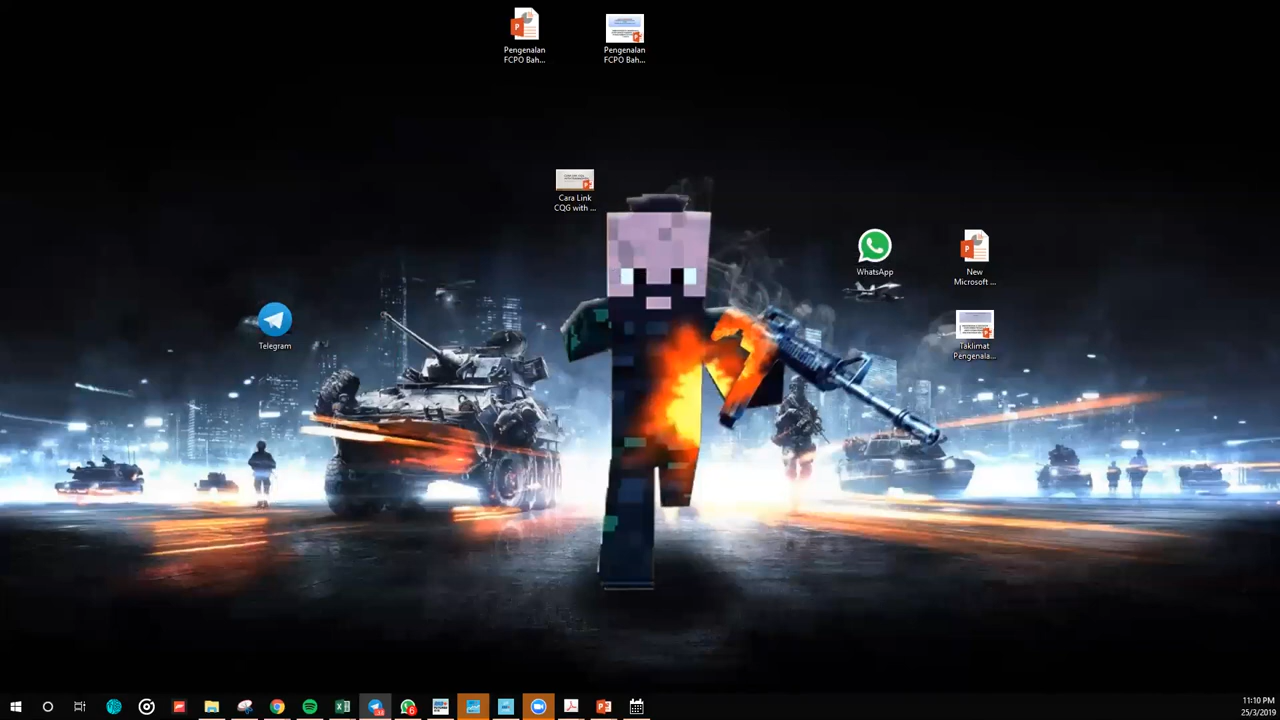 Pengenalan
FCPO Bah...
Pengenalan
FCPO Bah...
Cara Link
CQG with ...
WhatsApp
New
Microsoft ...
Telegram
Taklimat
Pengenala...
11:10 PM
25/3/2019